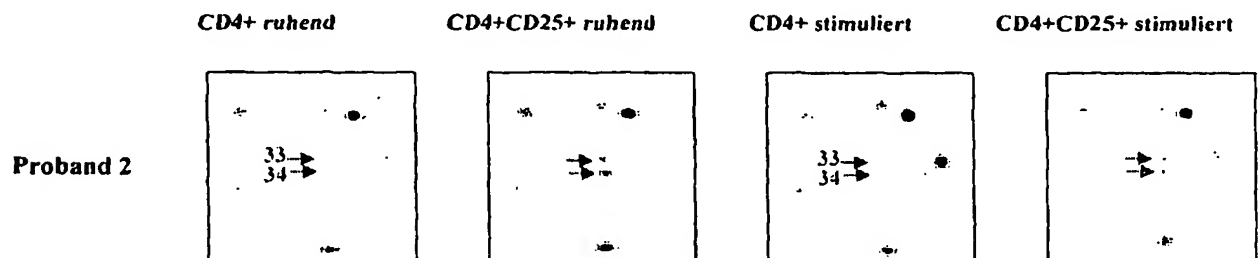 CD4+ ruhend CD4+CD25+ ruhend CD4+ stimuliert CD4+CD25+ stimuliert
Proband 2
33 33
34 34